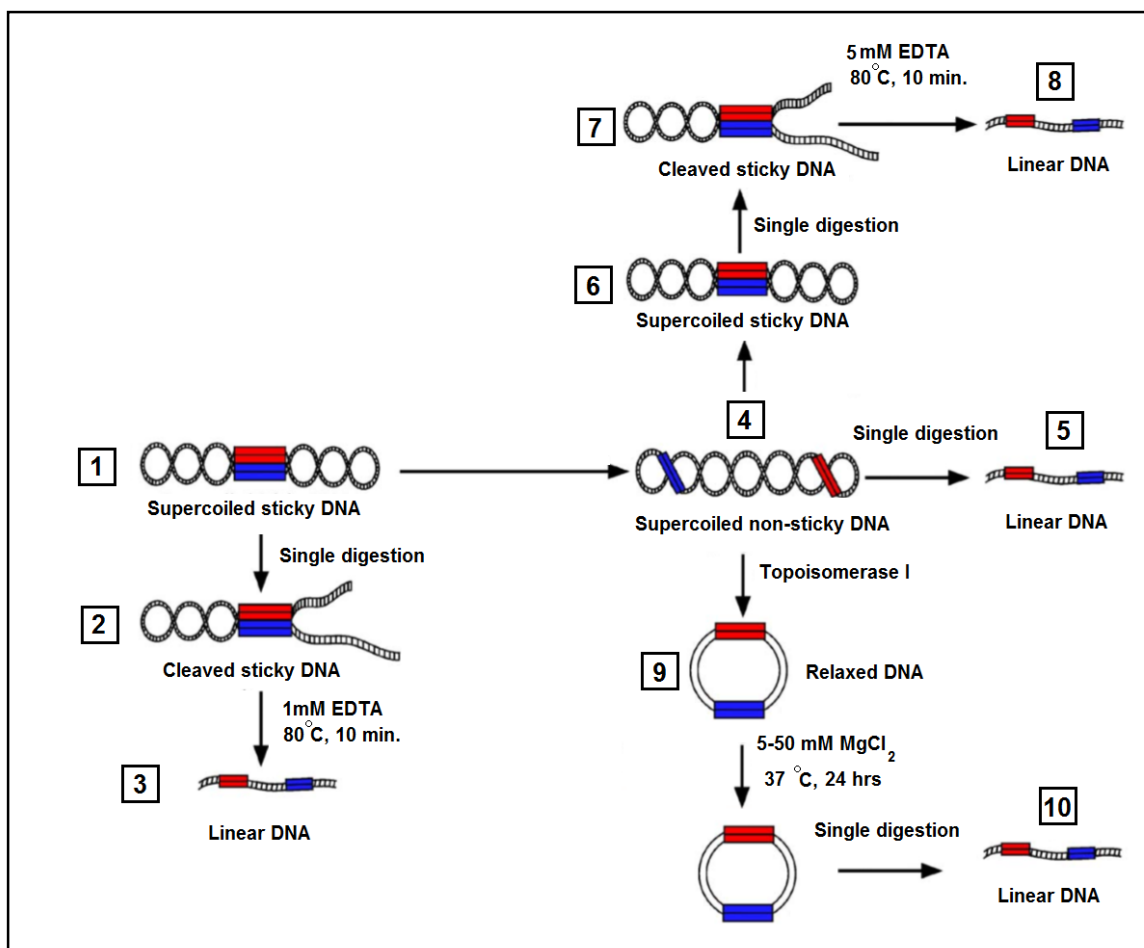 5 mM EDTA
80°C, 10 min.
8
7
Linear DNA
Cleaved sticky DNA
Single digestion
6
Supercoiled sticky DNA
4
Single digestion
5
1
Supercoiled sticky DNA
Supercoiled non-sticky DNA
Linear DNA
Single digestion
Topoisomerase I
2
9
Relaxed DNA
Cleaved sticky DNA
1mM EDTA
80°C, 10 min.
5-50 mM MgCl2
37 °C, 24 hrs
3
Linear DNA
Single digestion
10
Linear DNA